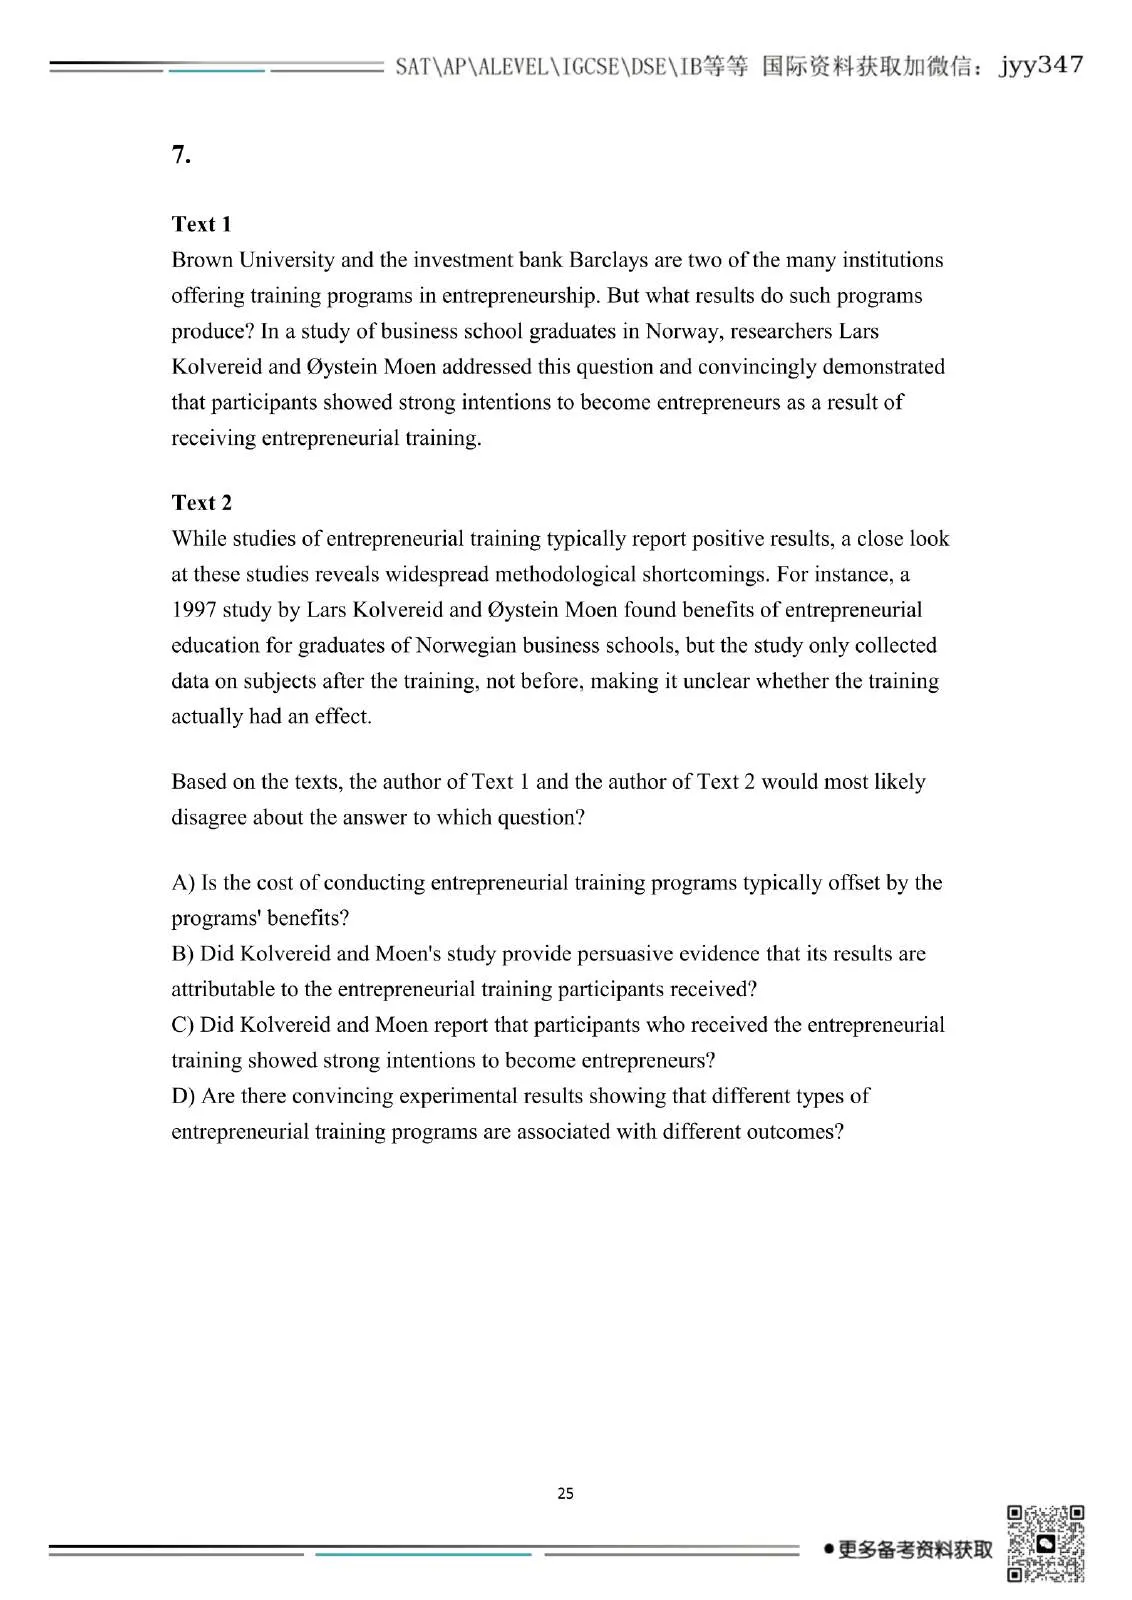 SAT\AP\ALEVEL\IGCSE\DSE\IB等等 国际资料获取加微信： jyy347
7.
Text 1
Brown University and the investment bank Barclays are two of the many institutions
offering training programs in entrepreneurship. But what results do such programs
produce? In a study of business school graduates in Norway, researchers Lars
Kolvereid and Øystein Moen addressed this question and convincingly demonstrated
that participants showed strong intentions to become entrepreneurs as a result of
receiving entrepreneurial training.
Text 2
While studies of entrepreneurial training typically report positive results, a close look
at these studies reveals widespread methodological shortcomings. For instance, a
1997 study by Lars Kolvereid and Øystein Moen found benefits of entrepreneurial
education for graduates of Norwegian business schools, but the study only collected
data on subjects after the training, not before, making it unclear whether the training
actually had an effect.
Based on the texts, the author of Text 1 and the author of Text 2 would most likely
disagree about the answer to which question?
A) Is the cost of conducting entrepreneurial training programs typically offset by the
programs' benefits?
B) Did Kolvereid and Moen's study provide persuasive evidence that its results are
attributable to the entrepreneurial training participants received?
C) Did Kolvereid and Moen report that participants who received the entrepreneurial
training showed strong intentions to become entrepreneurs?
D) Are there convincing experimental results showing that different types of
entrepreneurial training programs are associated with different outcomes?
25
●更多备考资料获取